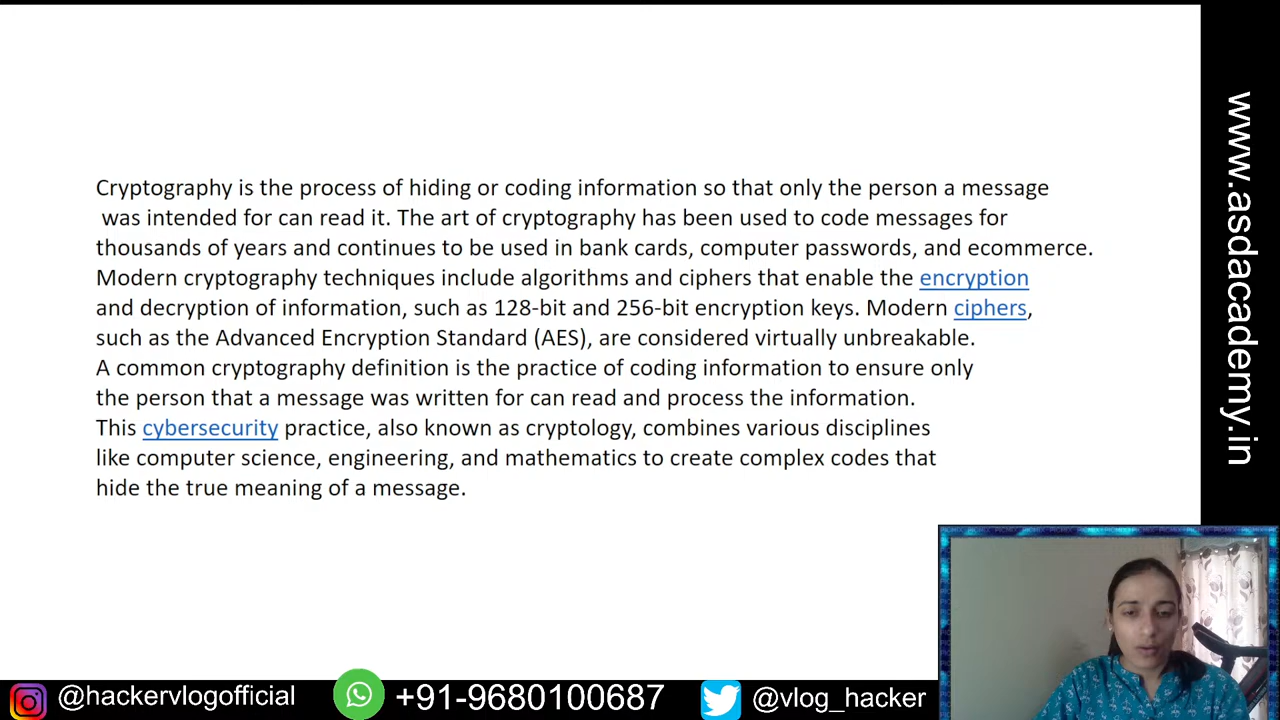 Cryptography is the process of hiding or coding information so that only the person a message
was intended for can read it. The art of cryptography has been used to code messages for
thousands of years and continues to be used in bank cards, computer passwords, and ecommerce.
Modern cryptography techniques include algorithms and ciphers that enable the encryption
and decryption of information, such as 128-bit and 256-bit encryption keys. Modern ciphers,
such as the Advanced Encryption Standard (AES), are considered virtually unbreakable.
A common cryptography definition is the practice of coding information to ensure only
the person that a message was written for can read and process the information.
This cybersecurity practice, also known as cryptology, combines various disciplines
like computer science, engineering, and mathematics to create complex codes that
hide the true meaning of a message.
www.asdacademy.in
@hackervlogofficial
+91-9680100687
@vlog_hacker